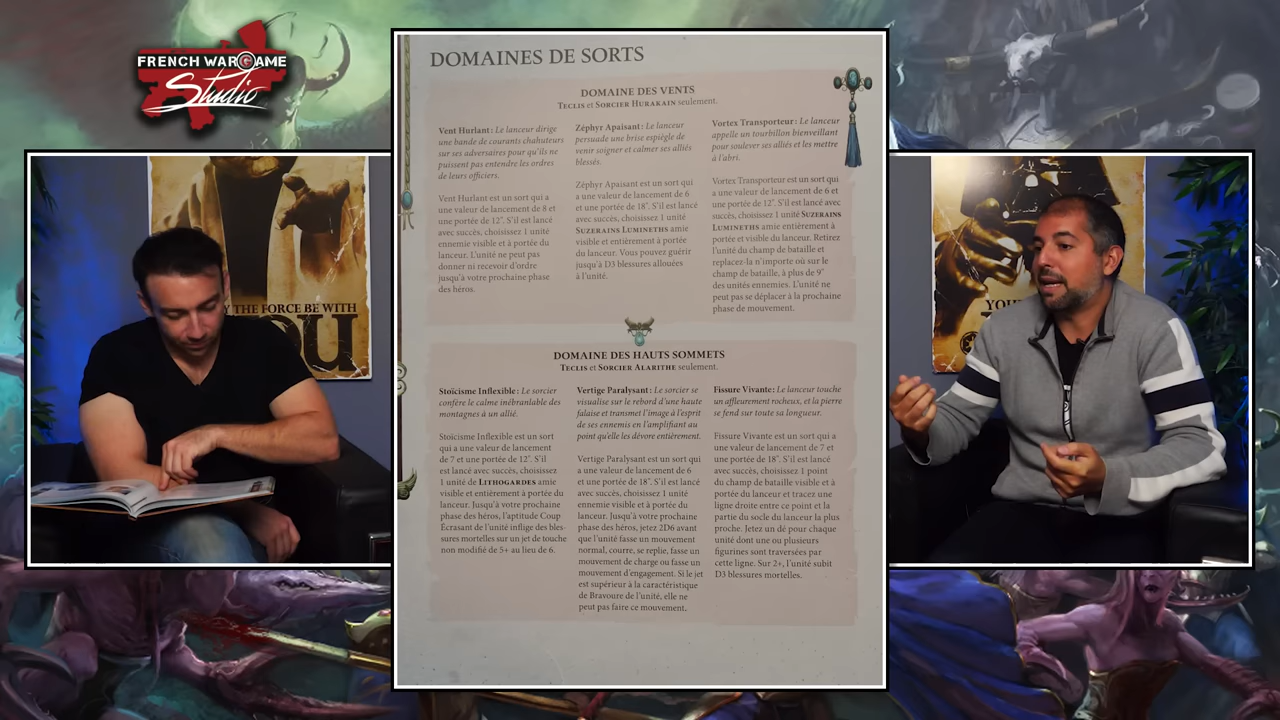 FRENCH WARGAME
Studio
DOMAINES DE SORTS
DOMAINE DES VENTS
TECLIS et SORCIER HURAKAIN seulement.
Vent Hurlant : Le lanceur dirige
une bande de courants chahuteurs
sur ses adversaires pour qu'ils ne
puissent pas entendre les ordres
de leurs officiers.
Vent Hurlant est un sort qui a
une valeur de lancement de 8 et
une portée de 12". S'il est lancé
avec succès, choisissez 1 unité
ennemie visible et à portée du
lanceur. L'unité ne peut pas
donner ni recevoir d'ordre
jusqu'à votre prochaine phase
des héros.
Zéphyr Apaisant : Le lanceur
persuade une brise espiègle de
venir soigner et calmer ses alliés
blessés.
Zéphyr Apaisant est un sort qui
a une valeur de lancement de 6
et une portée de 18". S'il est lancé
avec succès, choisissez 1 unité
SUZERAINS LUMINETHS amie
visible et entièrement à portée
du lanceur. Vous pouvez guérir
jusqu'à D3 blessures allouées
à l'unité.
Vortex Transporteur : Le lanceur
appelle un tourbillon bienveillant
pour soulever ses alliés et les mettre
à l'abri.
Vortex Transporteur est un sort qui
a une valeur de lancement de 6 et
une portée de 12". S'il est lancé avec
succès, choisissez 1 unité SUZERAINS
LUMINETHS amie entièrement à
portée et visible du lanceur. Retirez
l'unité du champ de bataille et
replacez-la n'importe où sur le
champ de bataille, à plus de 9"
des unités ennemies. L'unité ne
peut pas se déplacer à la prochaine
phase de mouvement.
DOMAINE DES HAUTS SOMMETS
TECLIS et SORCIER ALARITHE seulement.
Stoïcisme Inflexible : Le sorcier
confère le calme inébranlable des
montagnes à un allié.
Stoïcisme Inflexible est un sort
qui a une valeur de lancement
de 7 et une portée de 12". S'il
est lancé avec succès, choisissez
1 unité de LITHOGARDES amie
visible et entièrement à portée du
lanceur. Jusqu'à votre prochaine
phase des héros, l'aptitude Coup
Écrasant de l'unité inflige des bles-
sures mortelles sur un jet de touche
non modifié de 5+ au lieu de 6.
Vertige Paralysant : Le sorcier se
visualise sur le rebord d'une haute
falaise et transmet l'image à l'esprit
de ses ennemis en l'amplifiant au
point qu'elle les dévore entièrement.
Vertige Paralysant est un sort qui
a une valeur de lancement de 6
et une portée de 18". S'il est lancé
avec succès, choisissez 1 unité
ennemie visible et à portée du
lanceur. Jusqu'à votre prochaine
phase des héros, jetez 2D6 avant
que l'unité fasse un mouvement
normal, courre, se replie, fasse un
mouvement de charge ou fasse un
mouvement d'engagement. Si le jet
est supérieur à la caractéristique
de Bravoure de l'unité, elle ne
peut pas faire ce mouvement.
Fissure Vivante : Le lanceur touche
un affleurement rocheux, et la pierre
se fend sur toute sa longueur.
Fissure Vivante est un sort qui a
une valeur de lancement de 7 et
une portée de 18". S'il est lancé
avec succès, choisissez 1 point
du champ de bataille visible et à
portée du lanceur et tracez une
ligne droite entre ce point et la
partie du socle du lanceur la plus
proche. Jetez un dé pour chaque
unité dont une ou plusieurs
figurines sont traversées par
cette ligne. Sur 2+, l'unité subit
D3 blessures mortelles.
THE FORCE BE WITH
OU
YOU